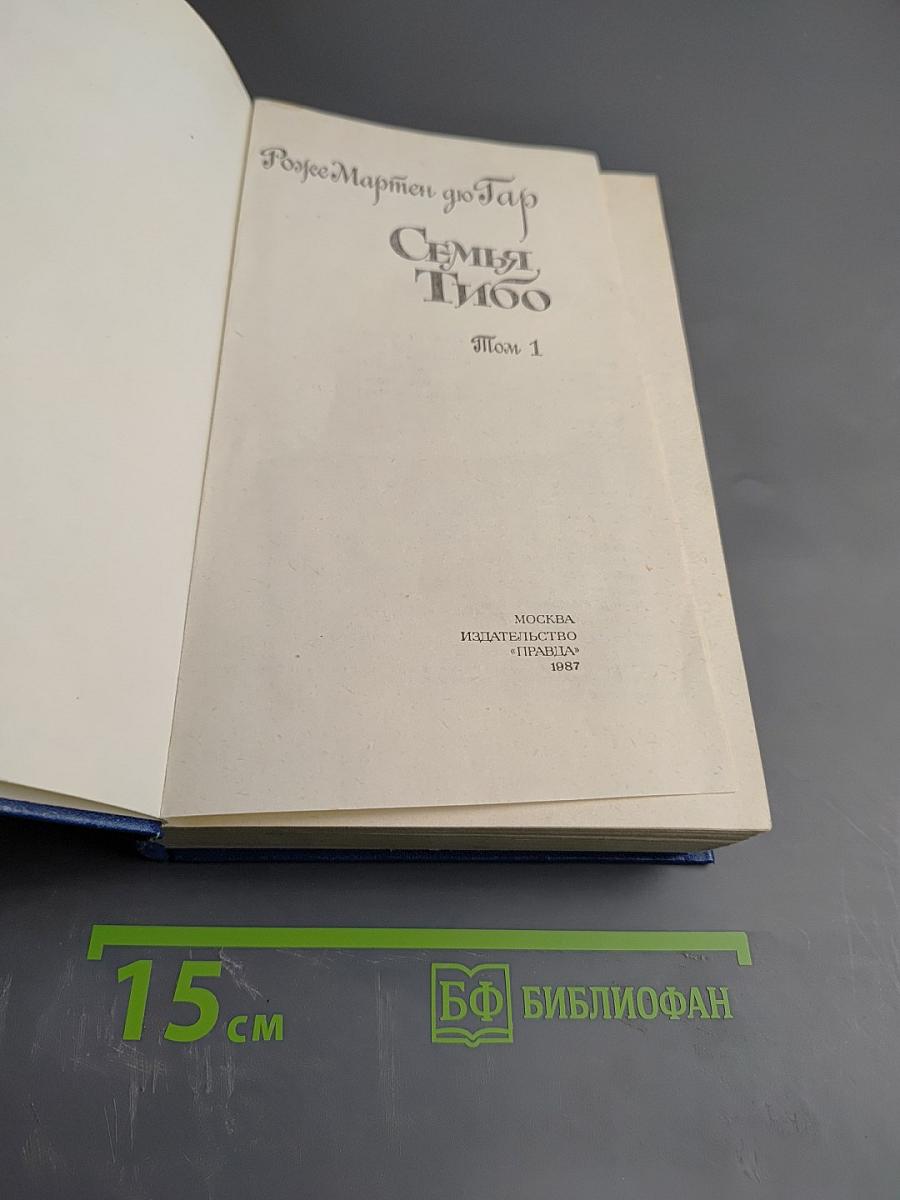 Роже Мартен дю Гар
Семья
Тибо
Том 1
МОСКВА
ИЗДАТЕЛЬСТВО
«ПРАВДА»
1987
15 см
БФ БИБЛИОФАН